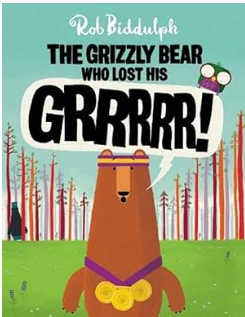 Rob Biddulph
THE GRIZZLY BEAR
WHO LOST HIS
GRRRRR!